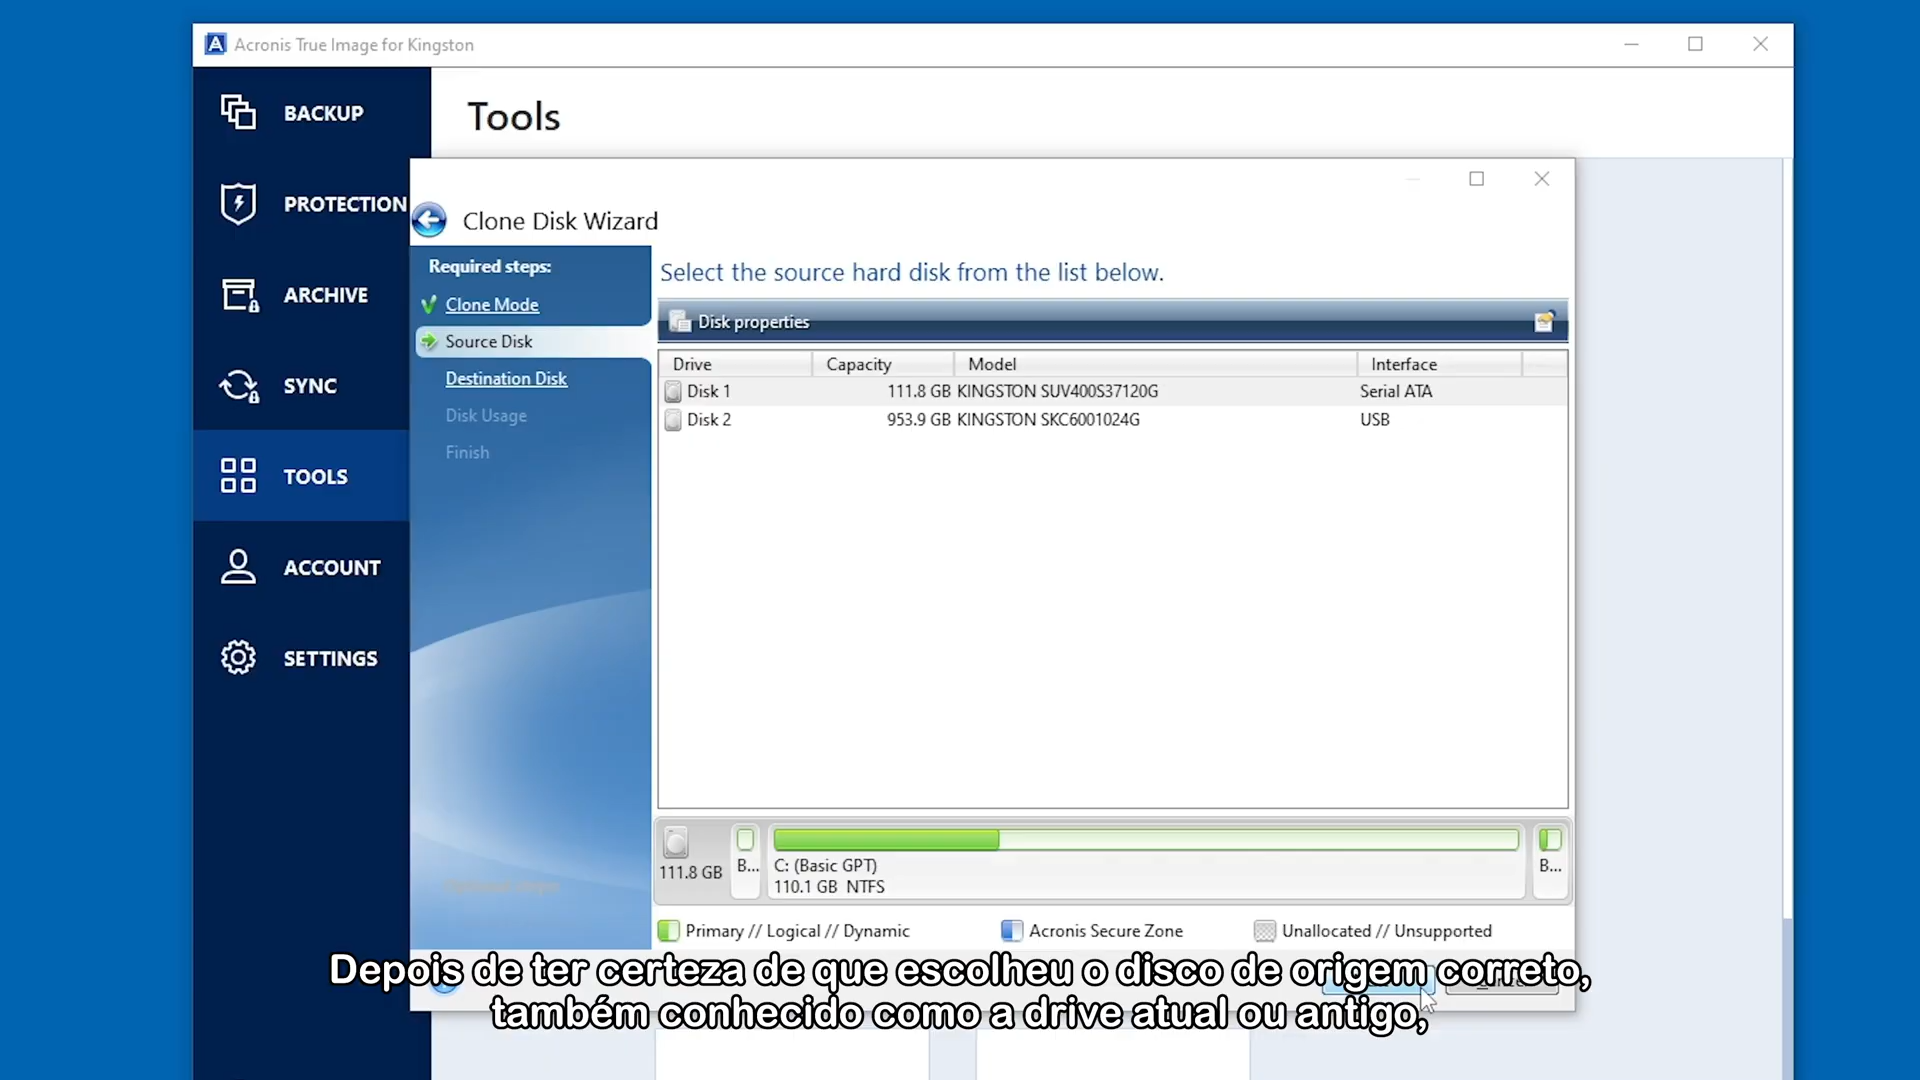 Acronis True Image for Kingston
BACKUP
PROTECTION
ARCHIVE
SYNC
TOOLS
ACCOUNT
SETTINGS
Tools
Clone Disk Wizard
Required steps:
Clone Mode
Source Disk
Destination Disk
Disk Usage
Finish
Select the source hard disk from the list below.
Disk properties
Drive Capacity Model Interface
Disk 1 111.8 GB KINGSTON SUV400S37120G Serial ATA
Disk 2 953.9 GB KINGSTON SKC6001024G USB
111.8 GB
B...
C: (Basic GPT)
110.1 GB NTFS
B...
Primary // Logical // Dynamic Acronis Secure Zone Unallocated // Unsupported
Depois de ter certeza de que escolheu o disco de origem correto,
também conhecido como a drive atual ou antigo,